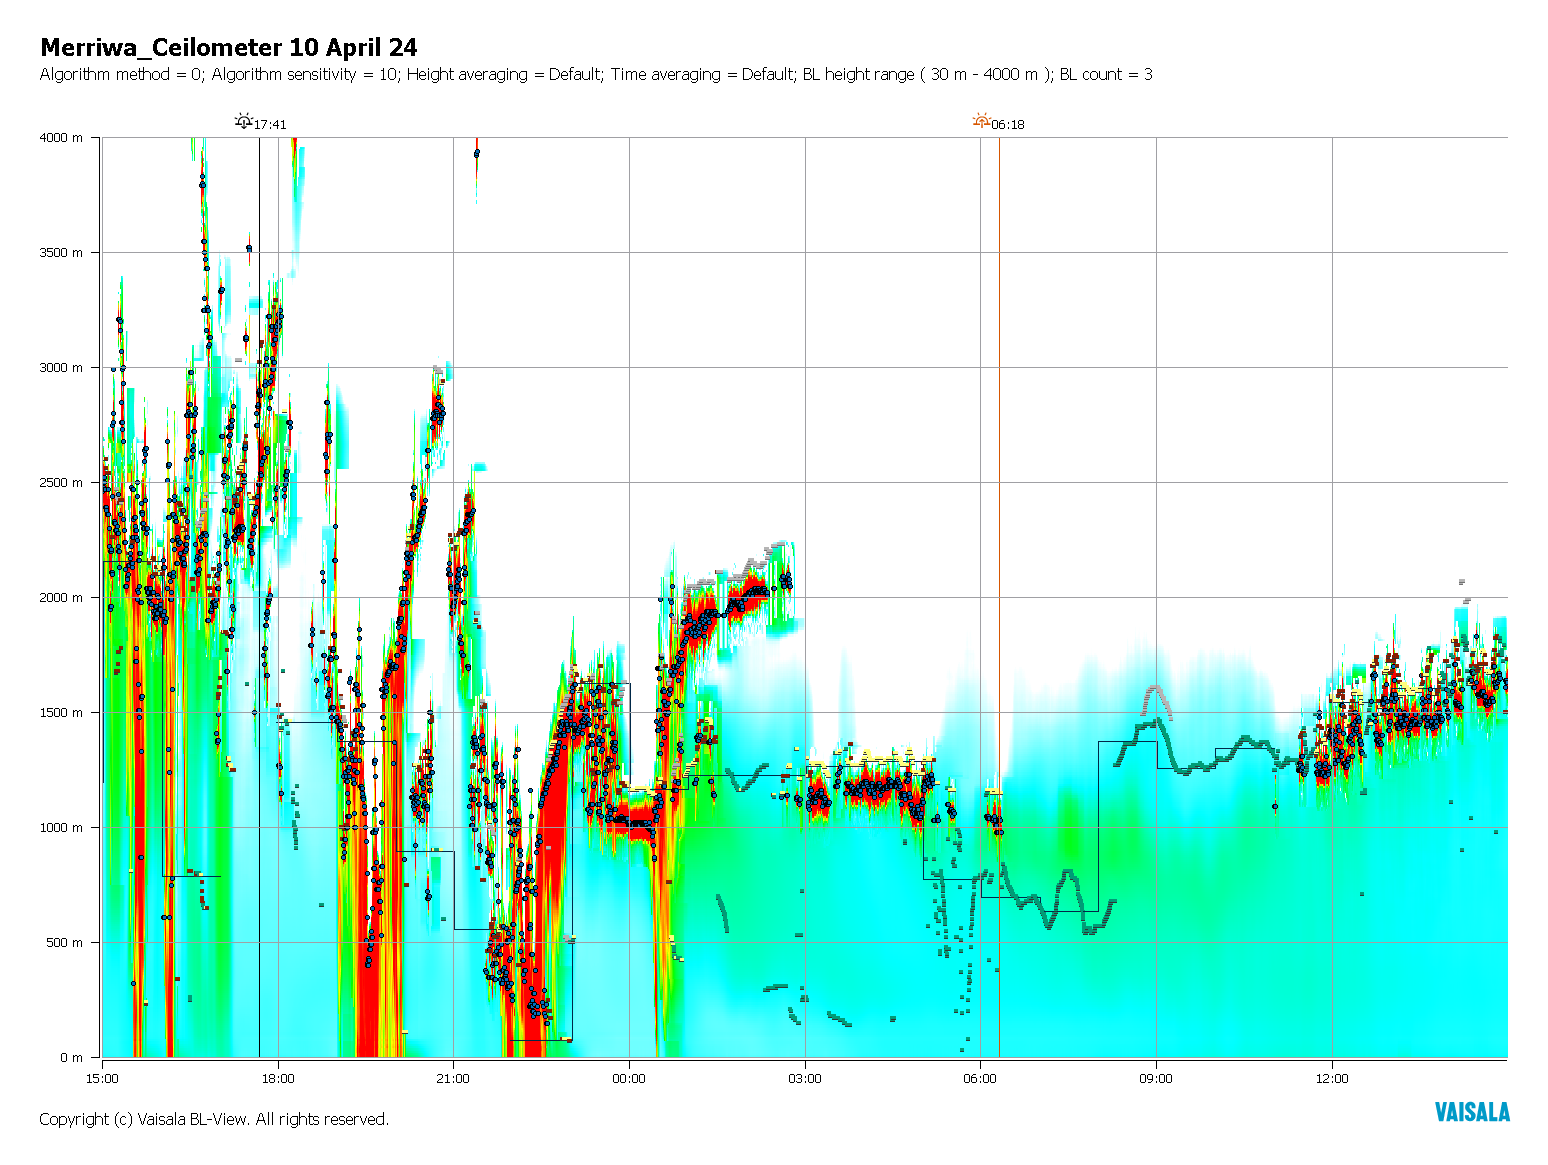 Merriwa_Ceilometer 10 April 24
Algorithm method = 0; Algorithm sensitivity = 10; Height averaging = Default; Time averaging = Default; BL height range ( 30 m - 4000 m ); BL count = 3
17:41
06:18
4000 m
3500 m
3000 m
2500 m
2000 m
1500 m
1000 m
500 m
0 m
15:00 18:00 21:00 00:00 03:00 06:00 09:00 12:00
Copyright (c) Vaisala BL-View. All rights reserved.
VAISALA